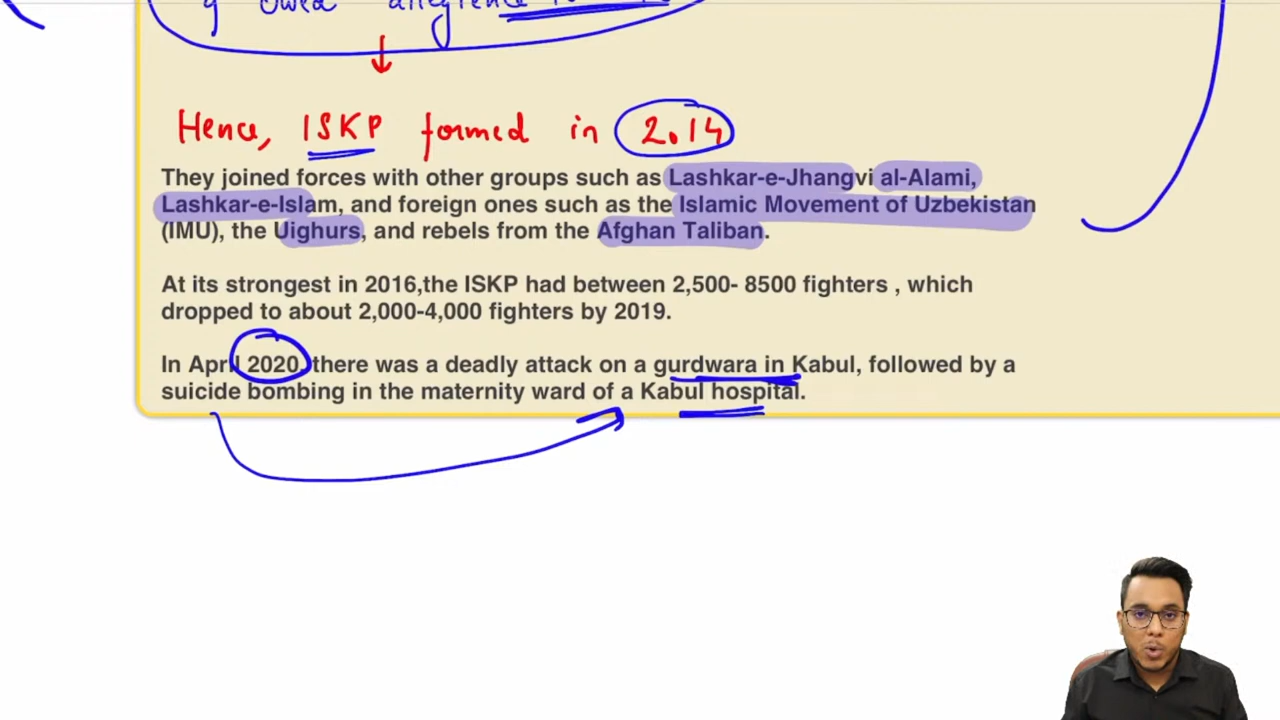 owed allegience
Hence, ISKP formed in 2014
They joined forces with other groups such as Lashkar-e-Jhangvi al-Alami,
Lashkar-e-Islam, and foreign ones such as the Islamic Movement of Uzbekistan
(IMU), the Uighurs, and rebels from the Afghan Taliban.
At its strongest in 2016,the ISKP had between 2,500- 8500 fighters , which
dropped to about 2,000-4,000 fighters by 2019.
In April 2020, there was a deadly attack on a gurdwara in Kabul, followed by a
suicide bombing in the maternity ward of a Kabul hospital.